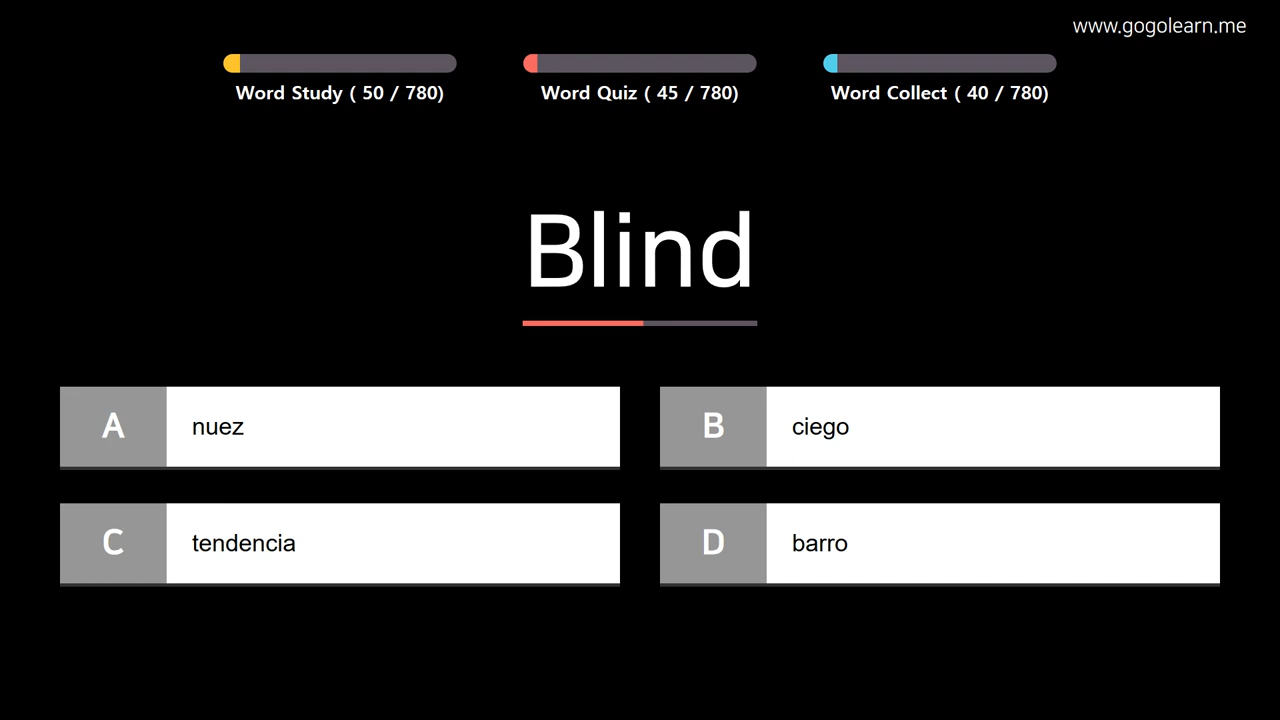 www.gogolearn.me
Word Study ( 50 / 780)
Word Quiz ( 45 / 780)
Word Collect ( 40 / 780)
Blind
A nuez
B ciego
C tendencia
D barro